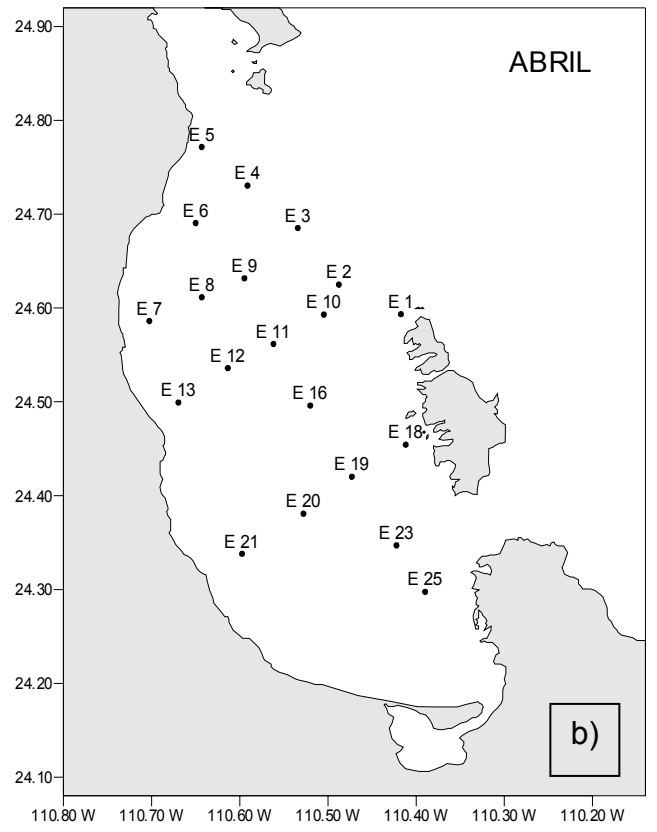 24.90
ABRIL
24.80
E 5
E 4
24.70
E 6
E 3
E 9
E 2
E 8
24.60
E 7
E 10
E 1
E 11
E 12
E 13
24.50
E 16
E 18
E 19
24.40
E 20
E 21
E 23
24.30
E 25
24.20
b)
24.10
110.80 W 110.70 W 110.60 W 110.50 W 110.40 W 110.30 W 110.20 W